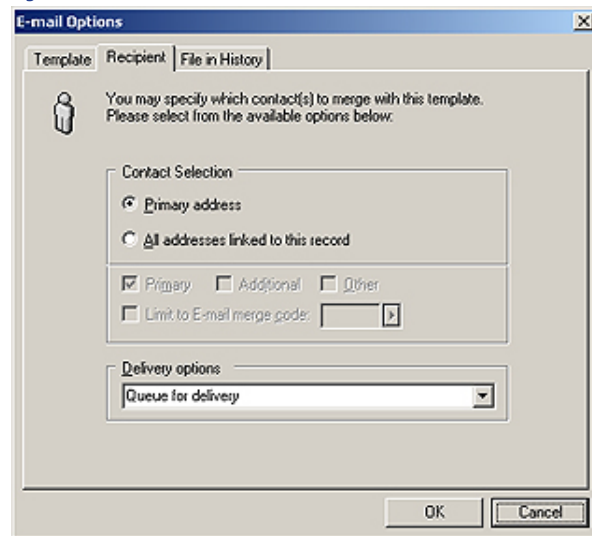 E-mail Options
Template Recipient File in History
You may specify which contact(s) to merge with this template.
Please select from the available options below:
Contact Selection
Primary address
All addresses linked to this record
Primary Additional Other
Limit to E-mail merge code:
Delivery options
Queue for delivery
OK Cancel